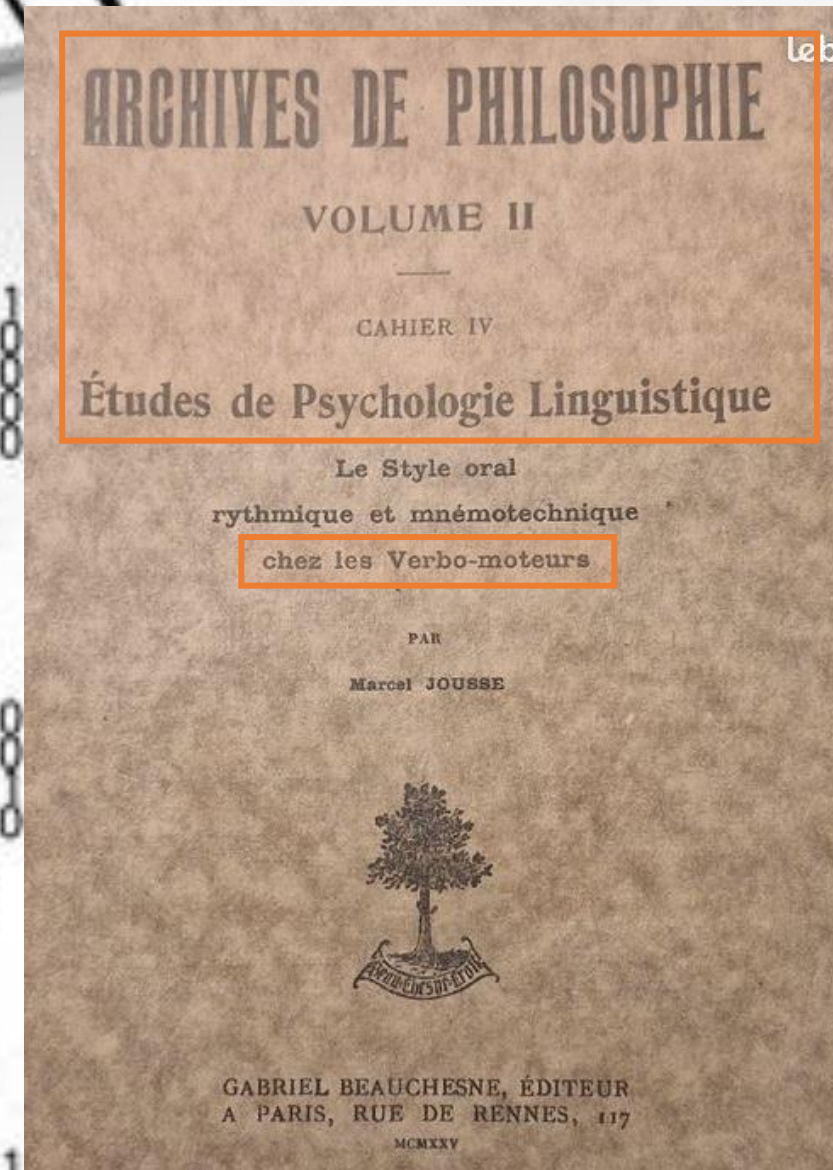 leb
ARCHIVES DE PHILOSOPHIE
VOLUME II
CAHIER IV
Études de Psychologie Linguistique
Le Style oral
rythmique et mnémotechnique
chez les Verbo-moteurs
PAR
Marcel JOUSSE
GABRIEL BEAUCHESNE, ÉDITEUR
A PARIS, RUE DE RENNES, 117
MCMXXV